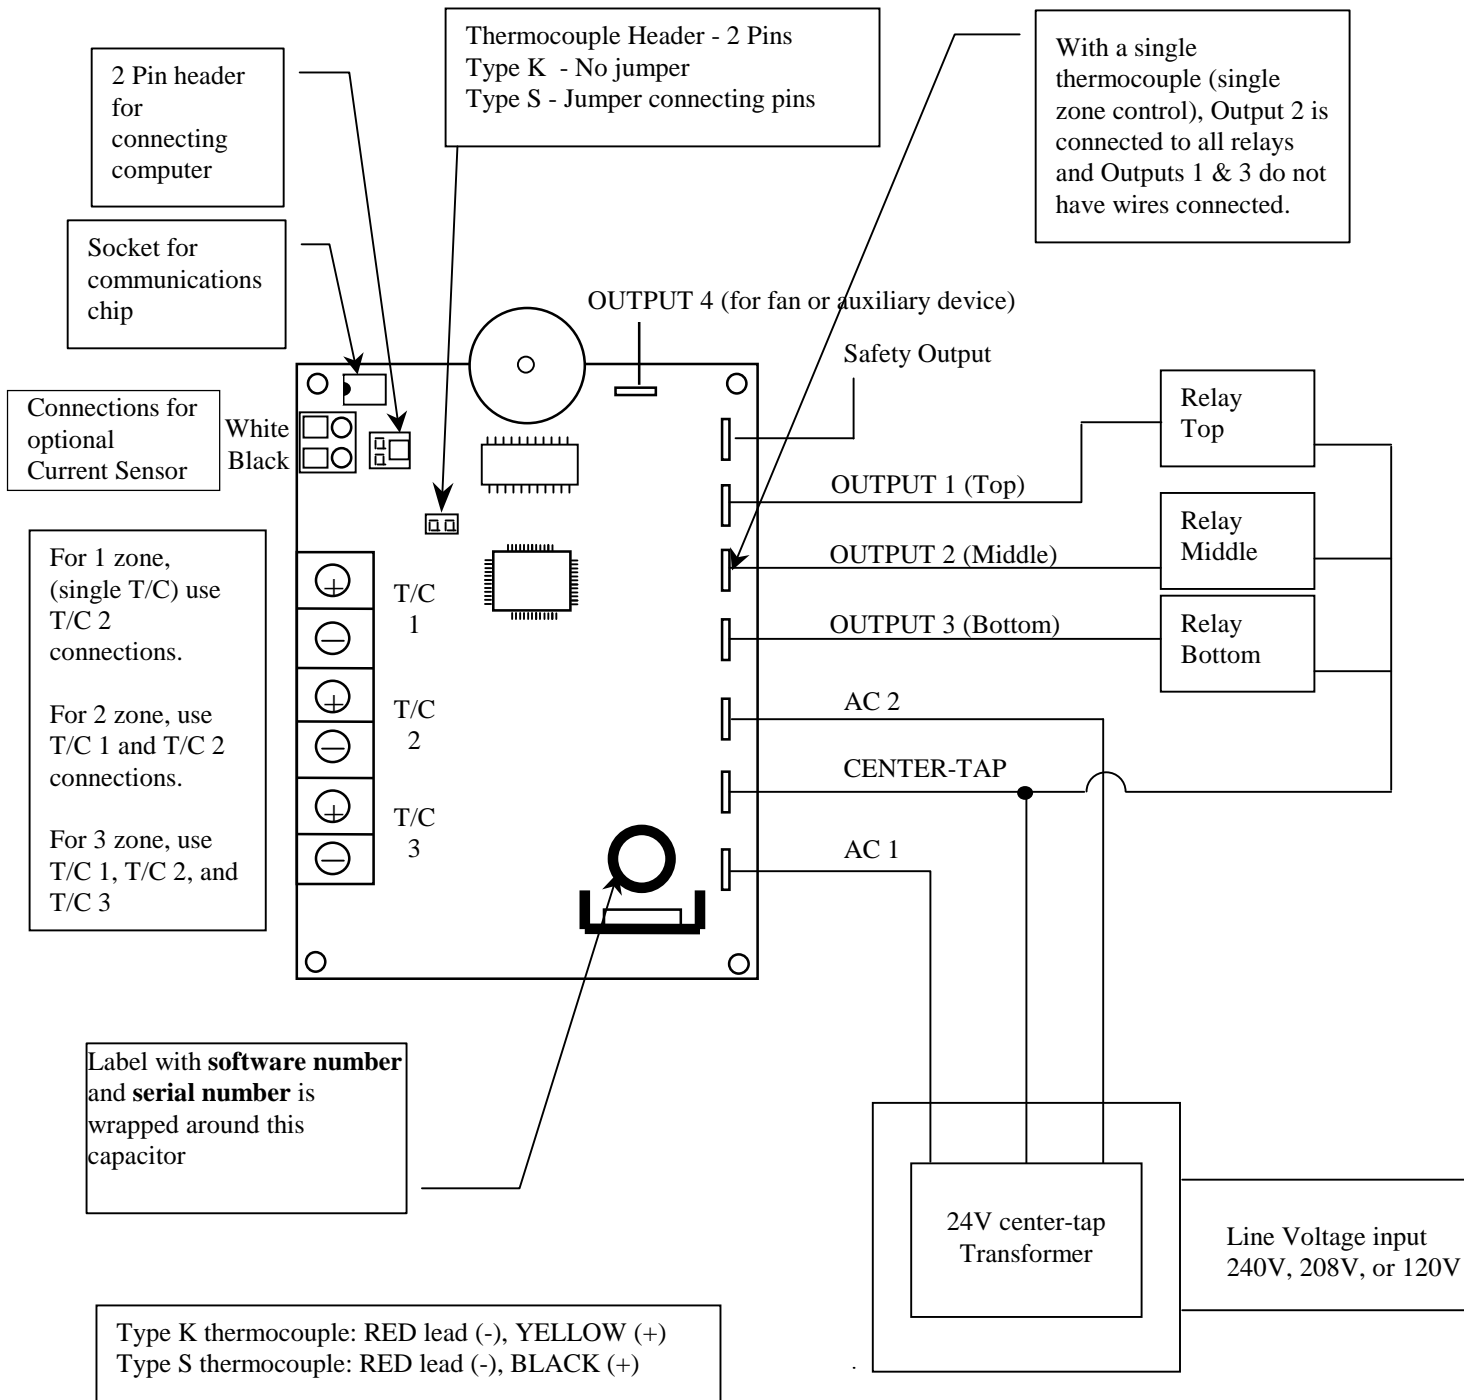 Thermocouple Header - 2 Pins
Type K  - No jumper
Type S - Jumper connecting pins
With a single
thermocouple (single
zone control), Output 2 is
connected to all relays
and Outputs 1 & 3 do not
have wires connected.
2 Pin header
for
connecting
computer
Socket for
communications
chip
OUTPUT 4 (for fan or auxiliary device)
Safety Output
Connections for
optional
Current Sensor
White
Black
Relay
Top
OUTPUT 1 (Top)
Relay
Middle
OUTPUT 2 (Middle)
Relay
Bottom
OUTPUT 3 (Bottom)
For 1 zone,
(single T/C) use
T/C 2
connections.
For 2 zone, use
T/C 1 and T/C 2
connections.
For 3 zone, use
T/C 1, T/C 2, and
T/C 3
+
−
+
−
+
−
T/C
1
T/C
2
T/C
3
AC 2
CENTER-TAP
AC 1
Label with software number
and serial number is
wrapped around this
capacitor
24V center-tap
Transformer
Line Voltage input
240V, 208V, or 120V
Type K thermocouple: RED lead (-), YELLOW (+)
Type S thermocouple: RED lead (-), BLACK (+)
.